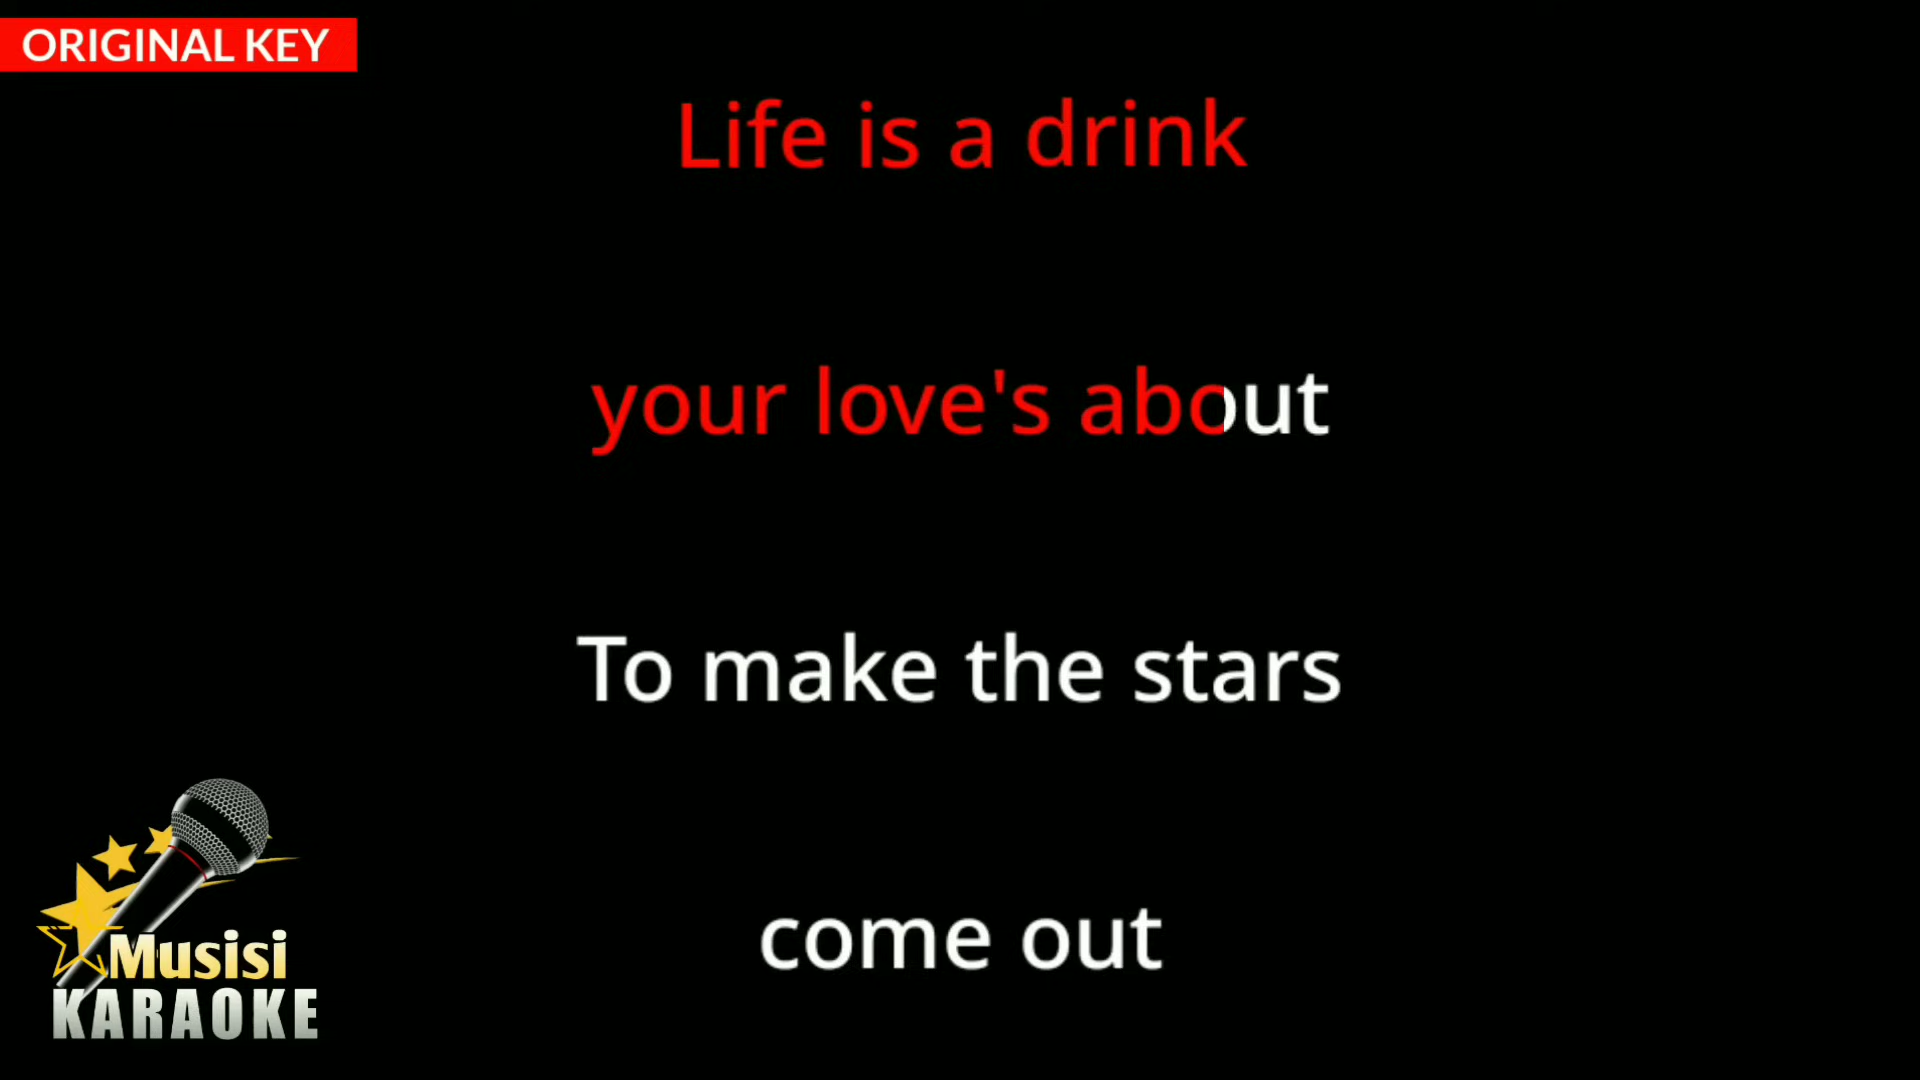 ORIGINAL KEY
Life is a drink
your love's about
To make the stars
come out
Musisi
KARAOKE